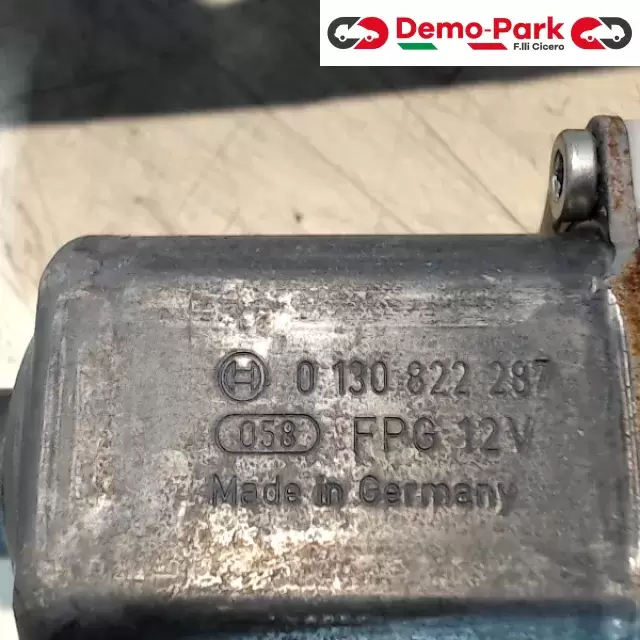 Demo-Park
F.lli Cicero
0 130 822 287
058 FPG 12V
Made in Germany